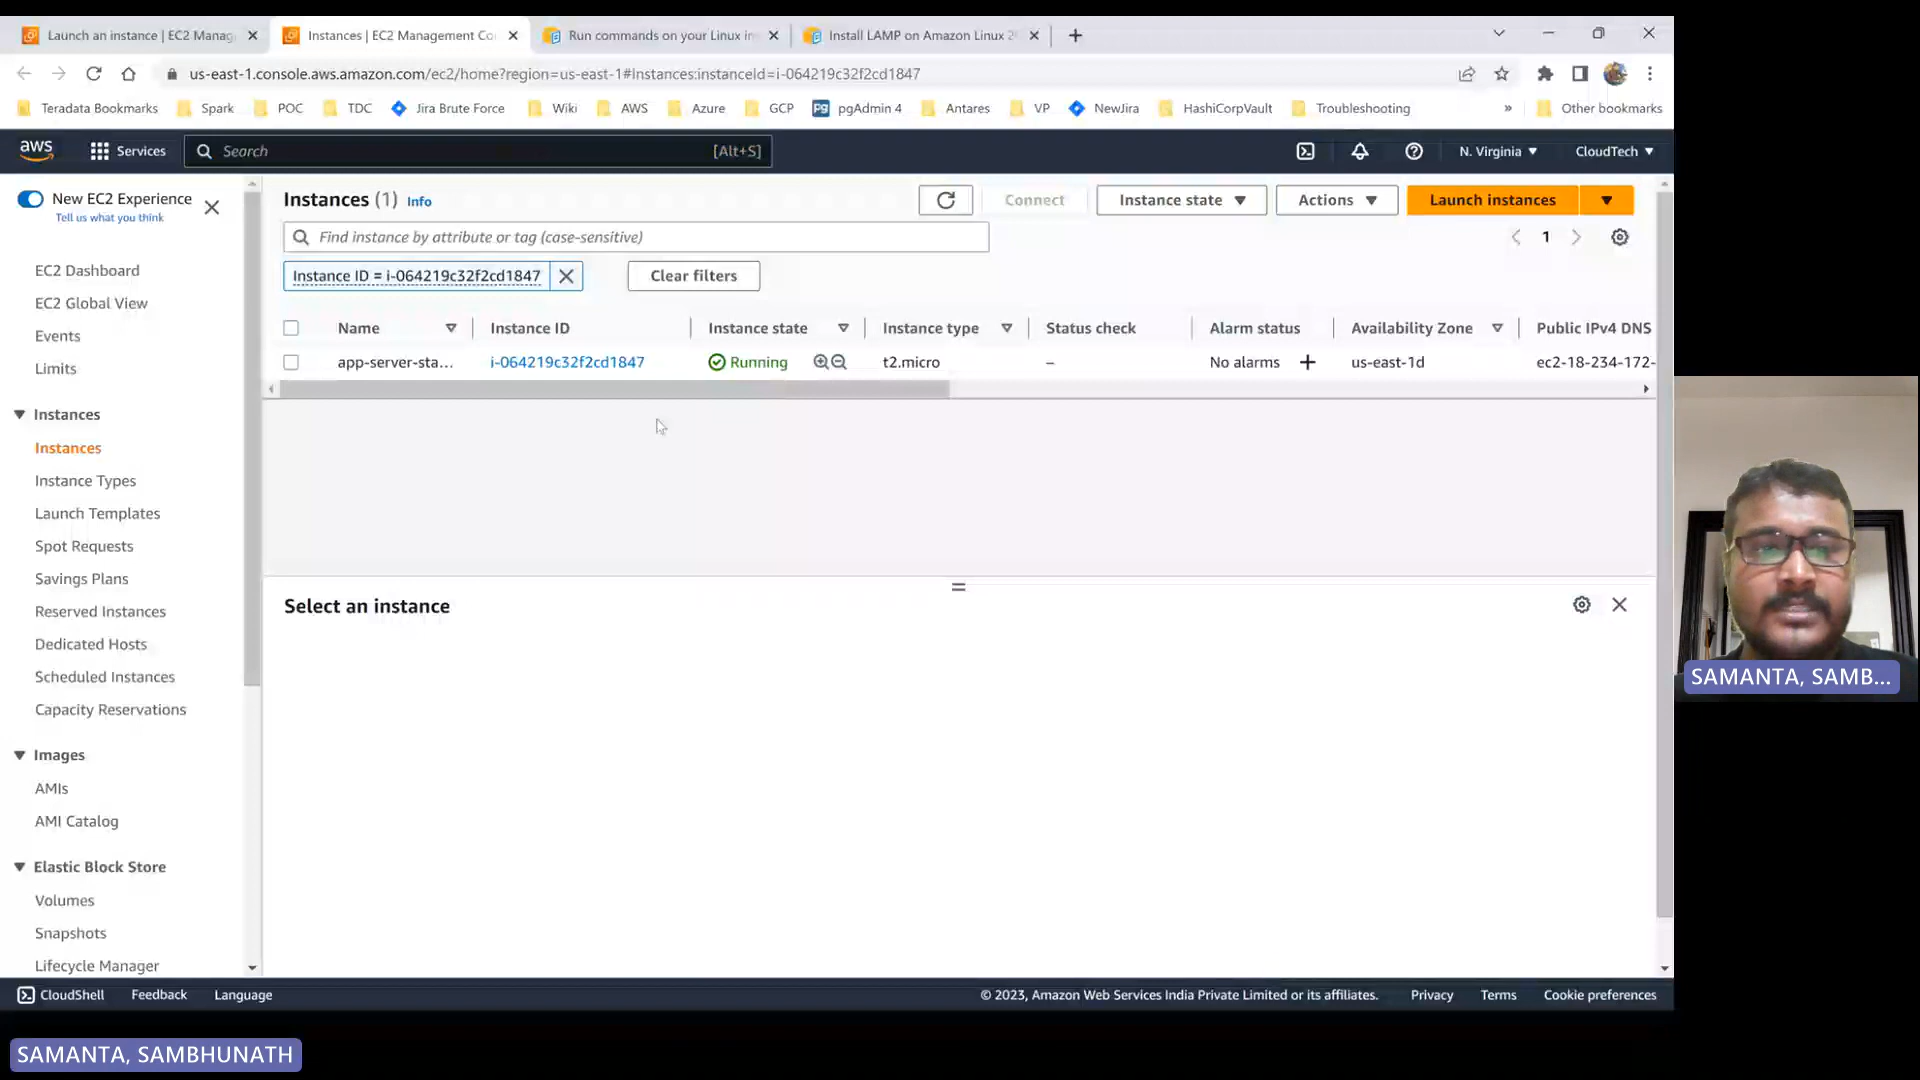 Launch an instance | EC2 Manag
Instances | EC2 Management Co
Run commands on your Linux in
Install LAMP on Amazon Linux 2
us-east-1.console.aws.amazon.com/ec2/home?region=us-east-1#Instances:instanceId=i-064219c32f2cd1847
Teradata Bookmarks Spark POC TDC Jira Brute Force Wiki AWS Azure GCP pgAdmin 4 Antares VP NewJira HashiCorpVault Troubleshooting » Other bookmarks
aws Services Search [Alt+S] N. Virginia CloudTech
New EC2 Experience
Tell us what you think
EC2 Dashboard
EC2 Global View
Events
Limits
Instances
Instances
Instance Types
Launch Templates
Spot Requests
Savings Plans
Reserved Instances
Dedicated Hosts
Scheduled Instances
Capacity Reservations
Images
AMIs
AMI Catalog
Elastic Block Store
Volumes
Snapshots
Lifecycle Manager
Instances (1) Info
Connect Instance state Actions Launch instances
Find instance by attribute or tag (case-sensitive)
1
Instance ID = i-064219c32f2cd1847 Clear filters
Name Instance ID Instance state Instance type Status check Alarm status Availability Zone Public IPv4 DNS
app-server-sta... i-064219c32f2cd1847 Running t2.micro – No alarms + us-east-1d ec2-18-234-172-
Select an instance
CloudShell Feedback Language © 2023, Amazon Web Services India Private Limited or its affiliates. Privacy Terms Cookie preferences
SAMANTA, SAMB...
SAMANTA, SAMBHUNATH